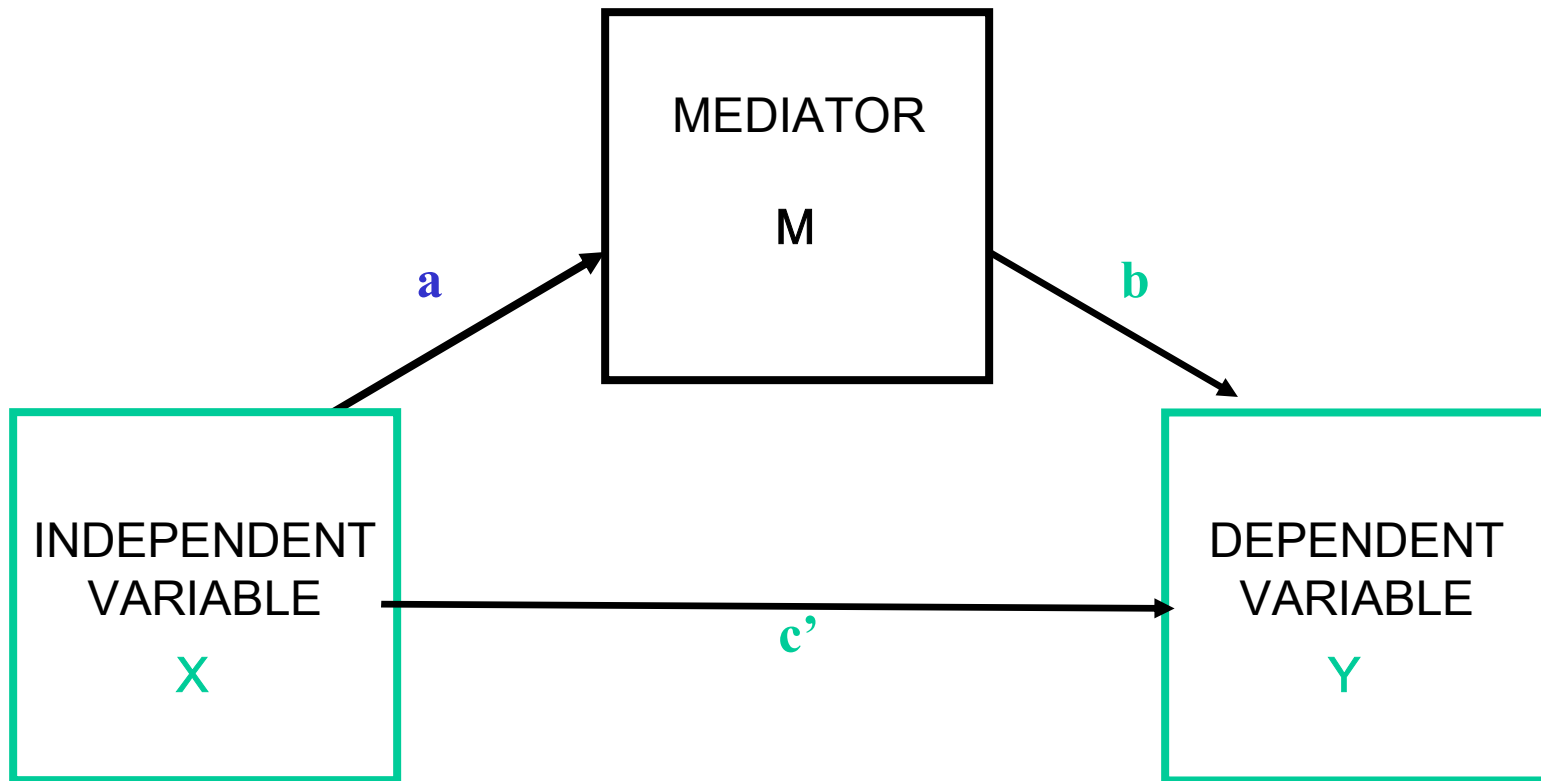 MEDIATOR
M
a
b
INDEPENDENT
VARIABLE
X
c’
DEPENDENT
VARIABLE
Y